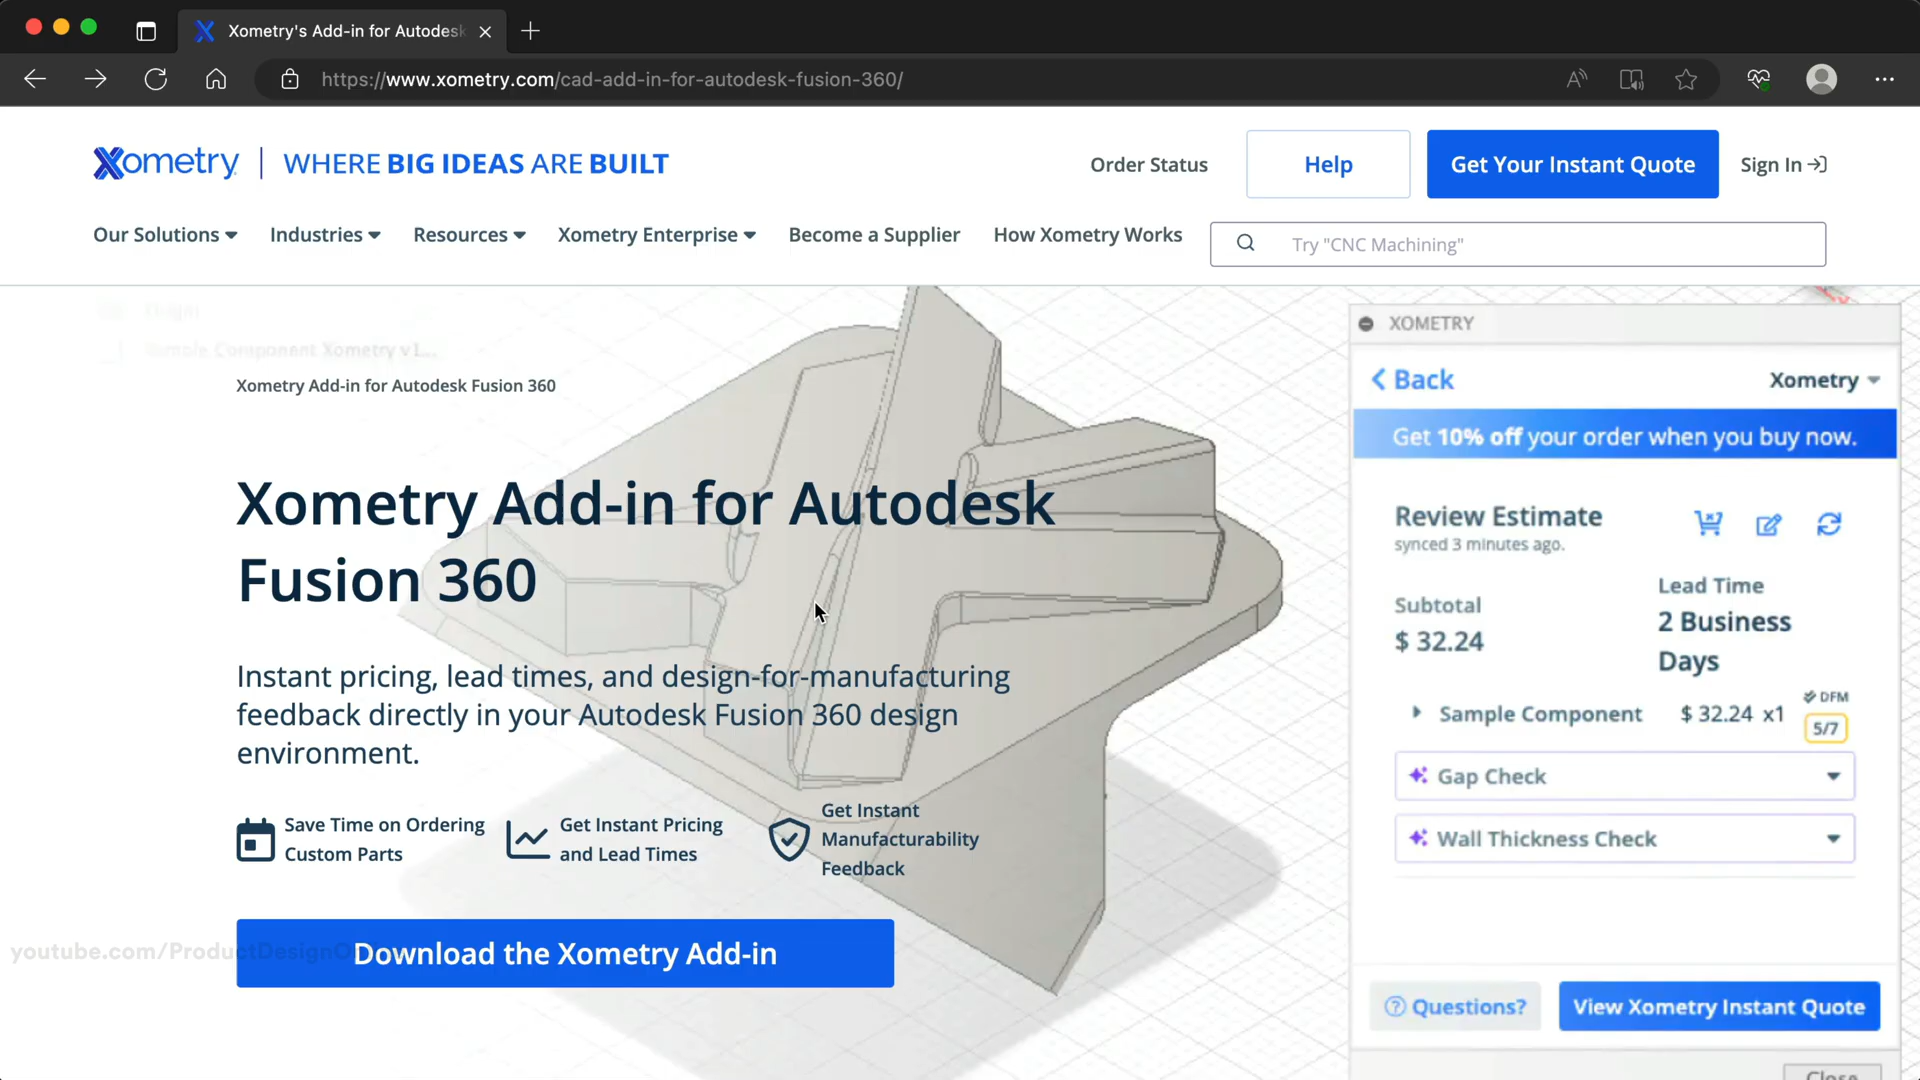 Xometry's Add-in for Autodesk
https://www.xometry.com/cad-add-in-for-autodesk-fusion-360/
Xometry WHERE BIG IDEAS ARE BUILT
Order Status
Help
Get Your Instant Quote
Sign In
Our Solutions
Industries
Resources
Xometry Enterprise
Become a Supplier
How Xometry Works
Try "CNC Machining"
Origin
Sample Component Xometry v1...
Xometry Add-in for Autodesk Fusion 360
Xometry Add-in for Autodesk
Fusion 360
Instant pricing, lead times, and design-for-manufacturing
feedback directly in your Autodesk Fusion 360 design
environment.
Save Time on Ordering
Custom Parts
Get Instant Pricing
and Lead Times
Get Instant
Manufacturability
Feedback
Download the Xometry Add-in
XOMETRY
Back
Xometry
Get 10% off your order when you buy now.
Review Estimate
synced 3 minutes ago.
Subtotal
$ 32.24
Lead Time
2 Business
Days
Sample Component $ 32.24 x1
DFM
5/7
Gap Check
Wall Thickness Check
Questions?
View Xometry Instant Quote
Close